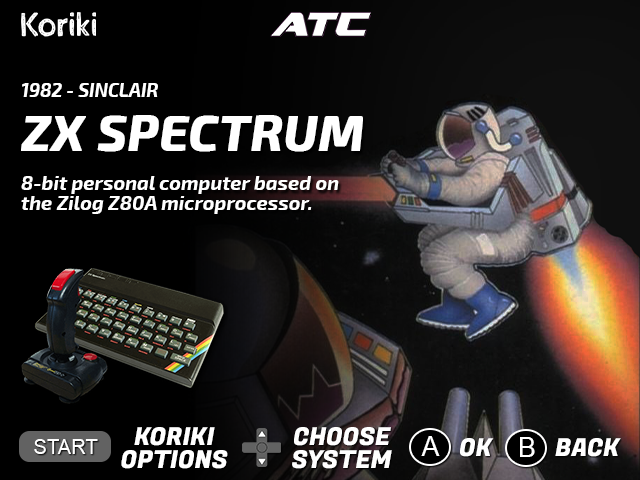 Koriki
ATC
1982 - SINCLAIR
ZX SPECTRUM
8-bit personal computer based on
the Zilog Z80A microprocessor.
START
KORIKI
OPTIONS
CHOOSE
SYSTEM
A OK
B BACK